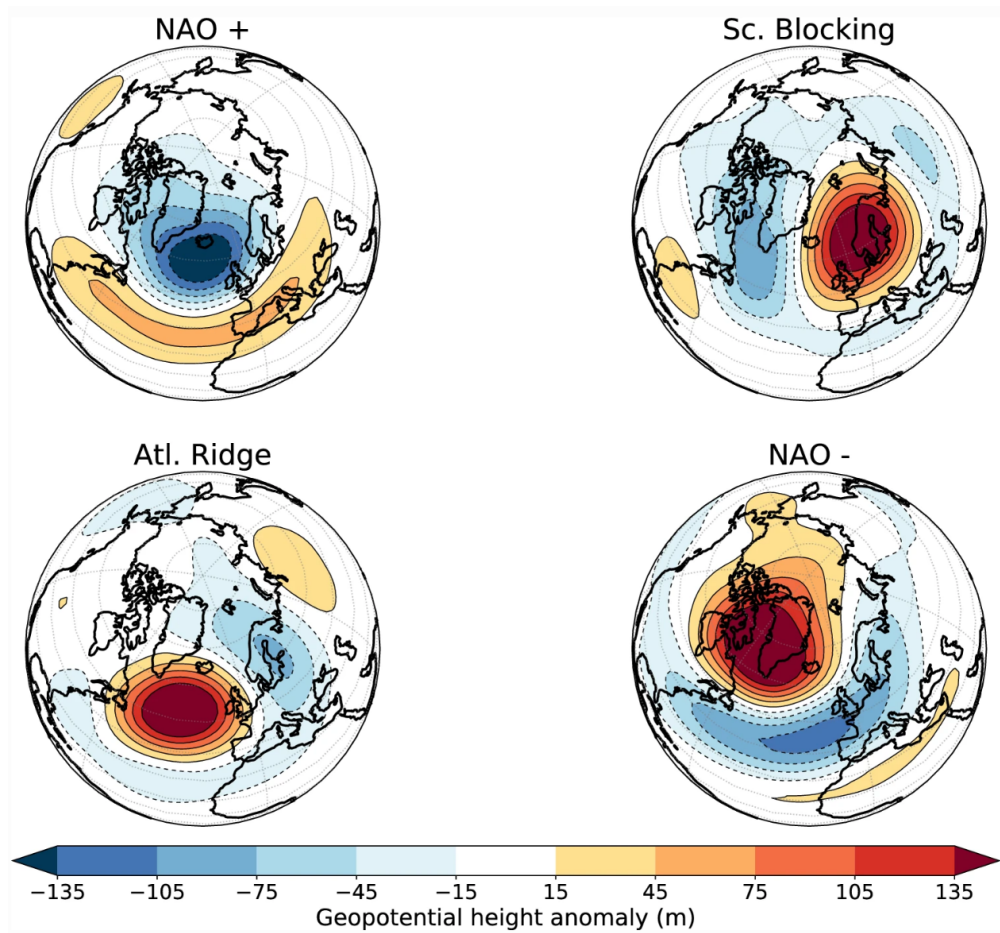 NAO +
Sc. Blocking
Atl. Ridge
NAO -
−135 −105 −75 −45 −15 15 45 75 105 135
Geopotential height anomaly (m)